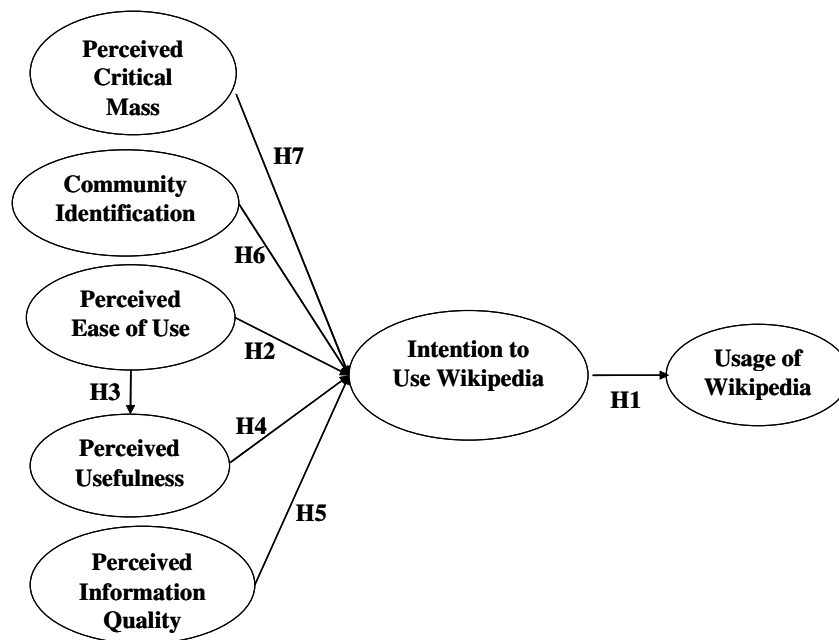 Perceived
Critical
Mass
H7
Community
Identification
H6
Perceived
Ease of Use
H2
H3
Intention to
Use Wikipedia
H1
Usage of
Wikipedia
H4
Perceived
Usefulness
H5
Perceived
Information
Quality